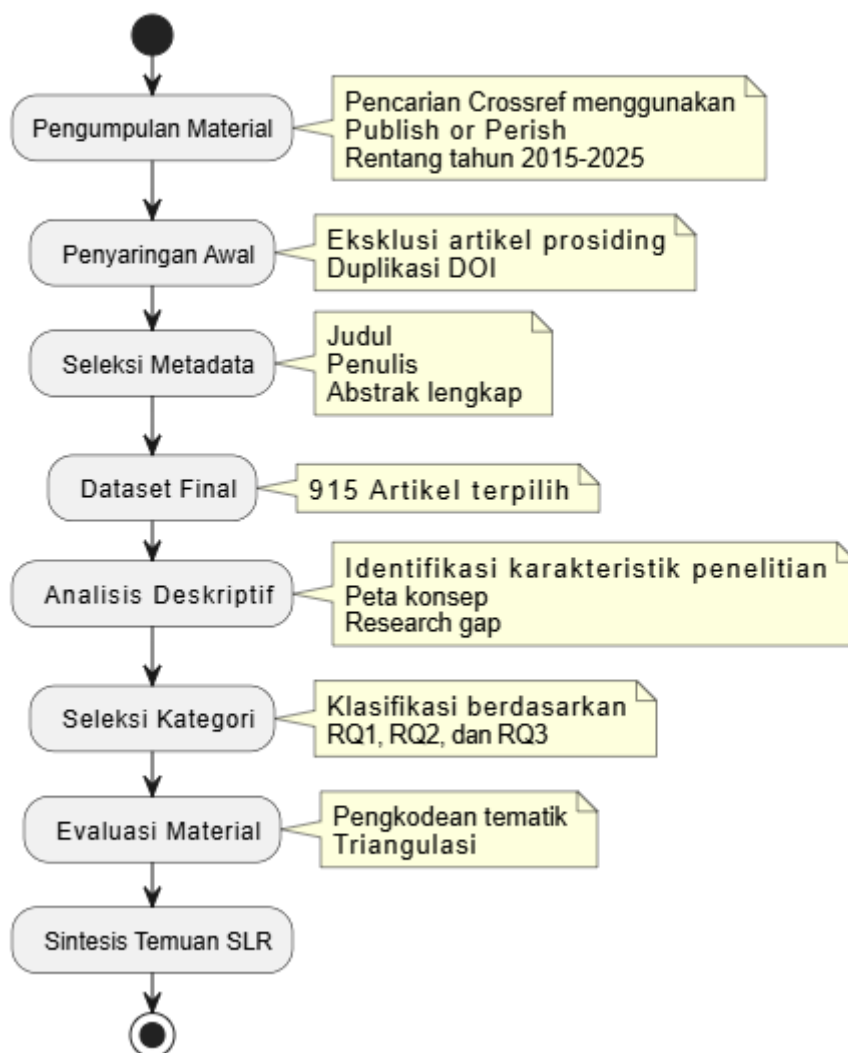 Pengumpulan Material
Pencarian Crossref menggunakan
Publish or Perish
Rentang tahun 2015-2025
Penyaringan Awal
Eksklusi artikel prosiding
Duplikasi DOI
Seleksi Metadata
Judul
Penulis
Abstrak lengkap
Dataset Final
915 Artikel terpilih
Analisis Deskriptif
Identifikasi karakteristik penelitian
Peta konsep
Research gap
Seleksi Kategori
Klasifikasi berdasarkan
RQ1, RQ2, dan RQ3
Evaluasi Material
Pengkodean tematik
Triangulasi
Sintesis Temuan SLR